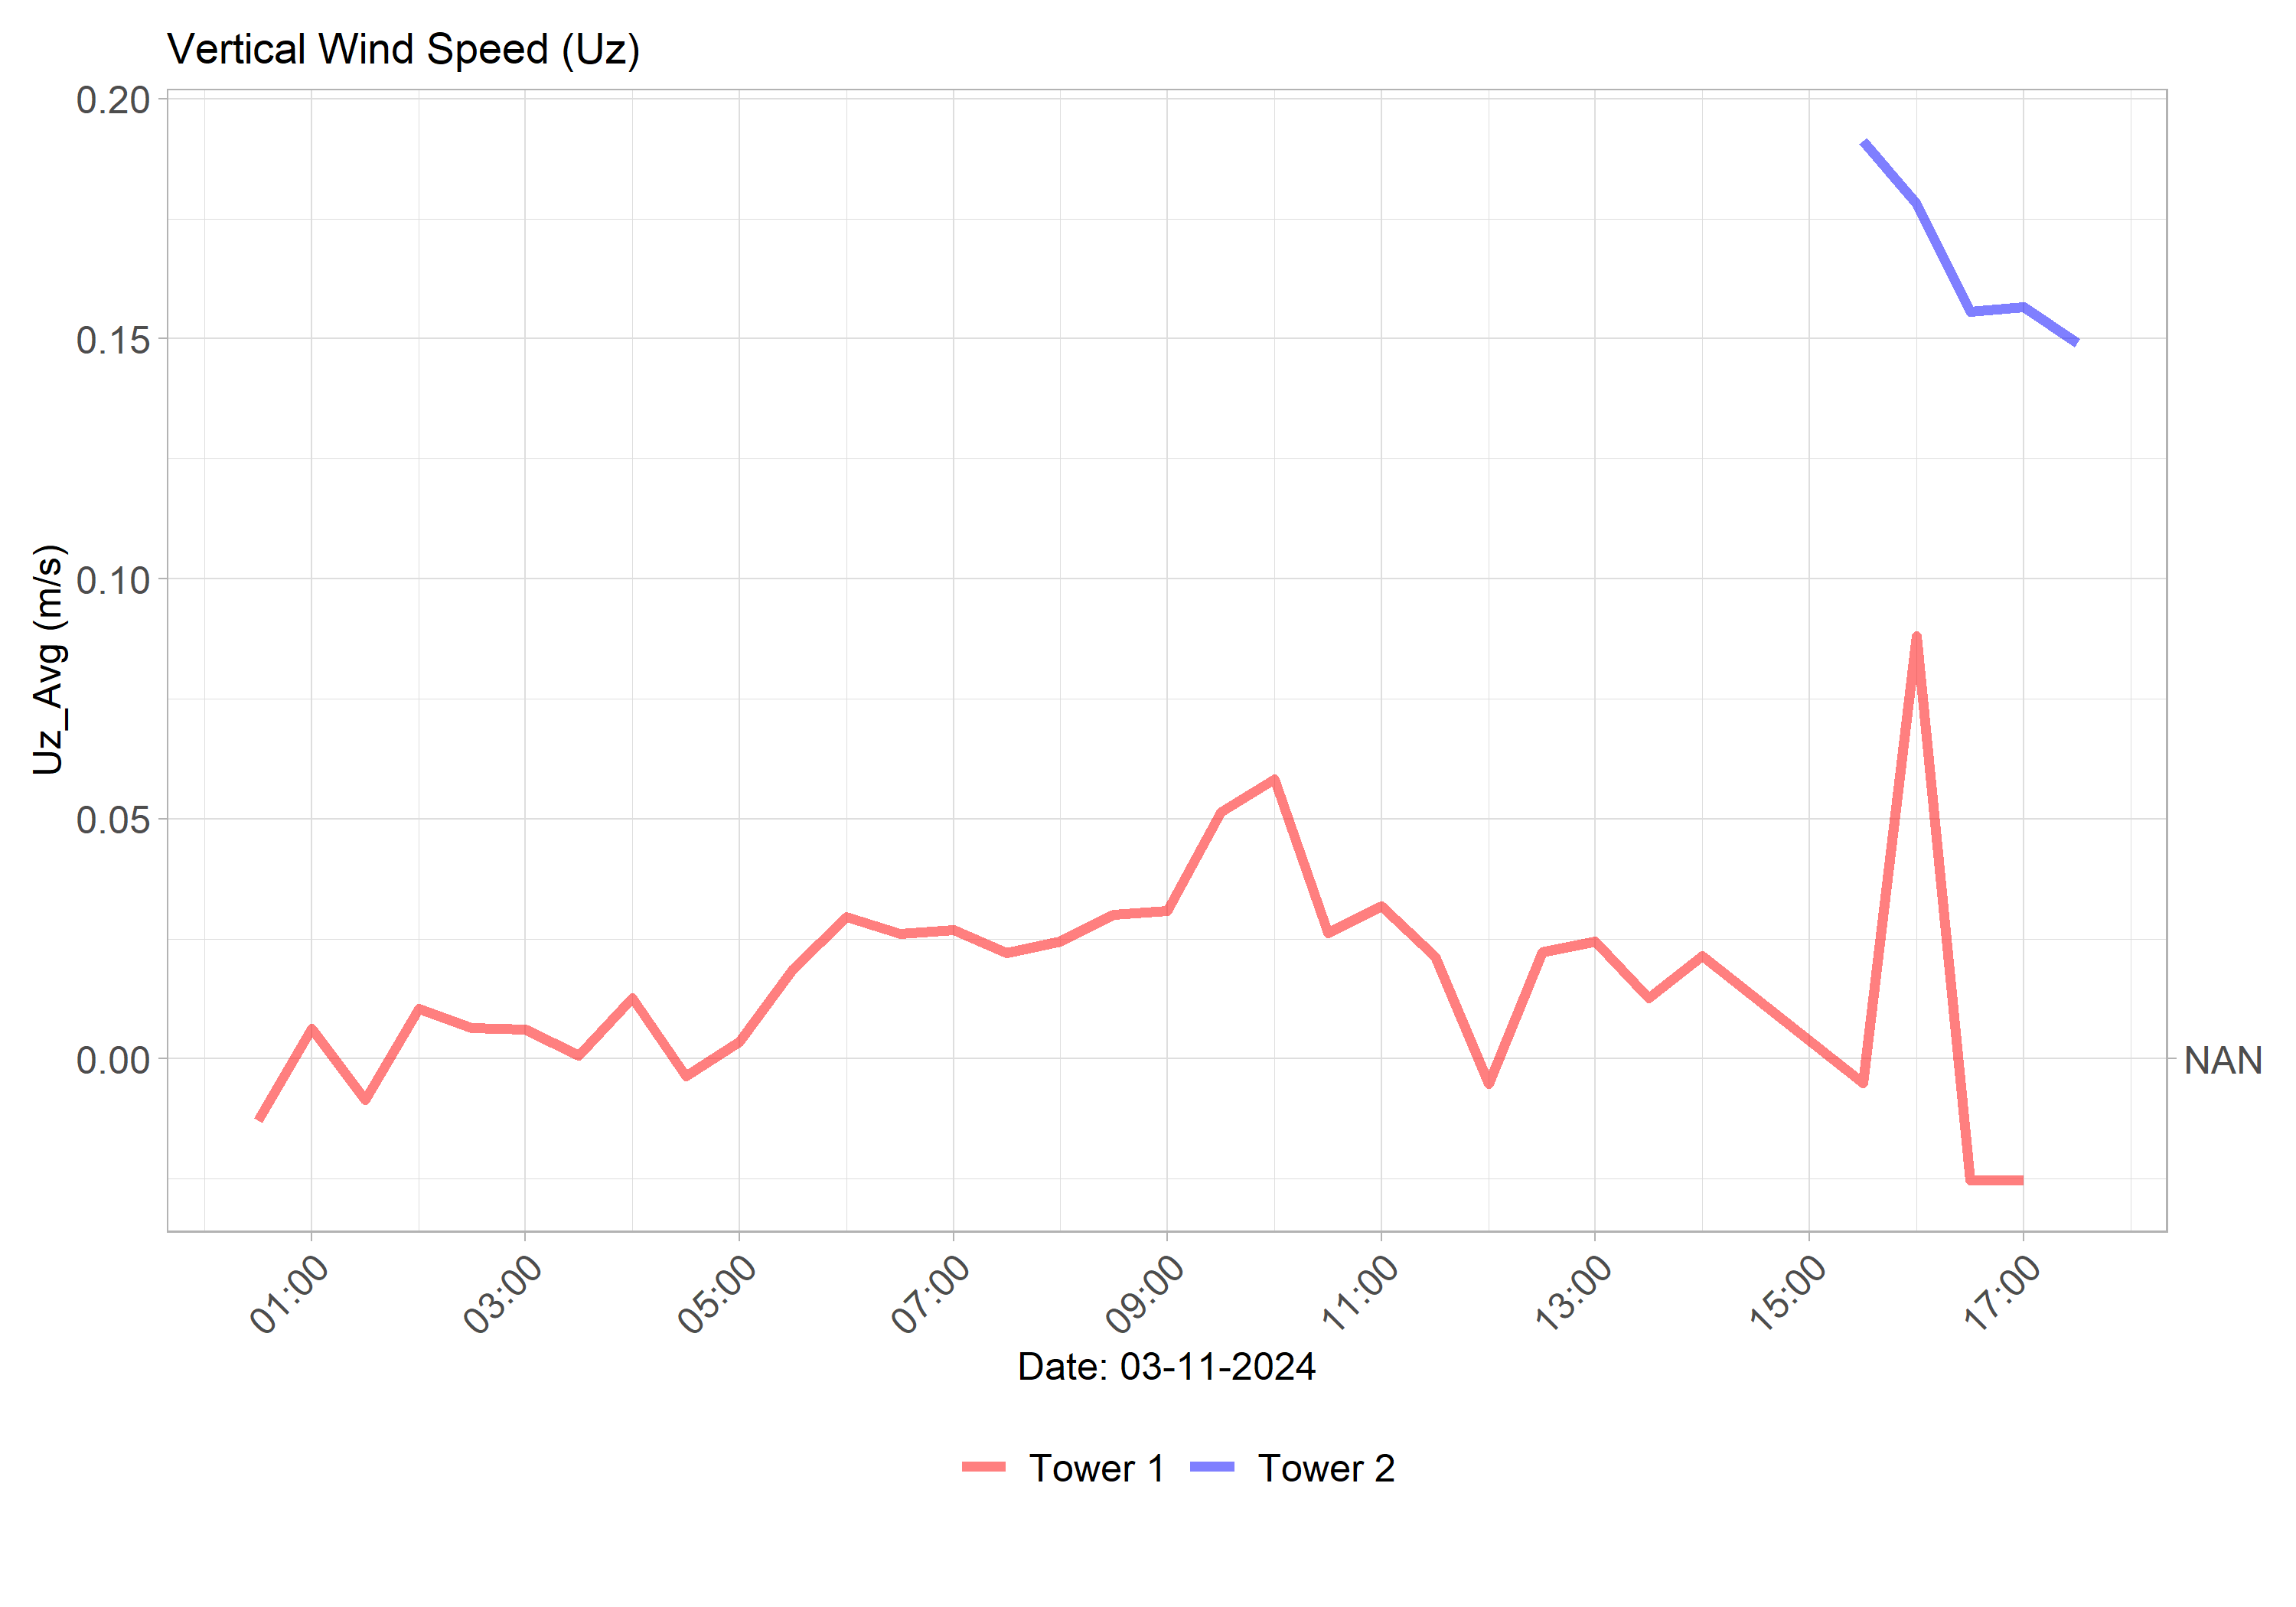 Vertical Wind Speed (Uz)
0.20
0.15
0.10
0.05
0.00
Uz_Avg (m/s)
NAN
01:00 03:00 05:00 07:00 09:00 11:00 13:00 15:00 17:00
Date: 03-11-2024
Tower 1 Tower 2